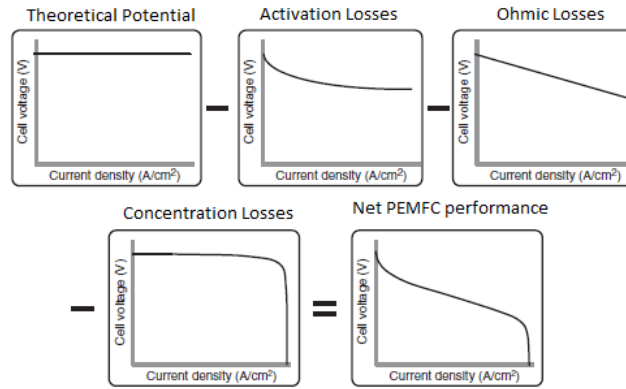 Theoretical Potential
Activation Losses
Ohmic Losses
Cell voltage (V)
Current density (A/cm²)
−
Cell voltage (V)
Current density (A/cm²)
−
Cell voltage (V)
Current density (A/cm²)
Concentration Losses
Net PEMFC performance
−
Cell voltage (V)
Current density (A/cm²)
=
Cell voltage (V)
Current density (A/cm²)